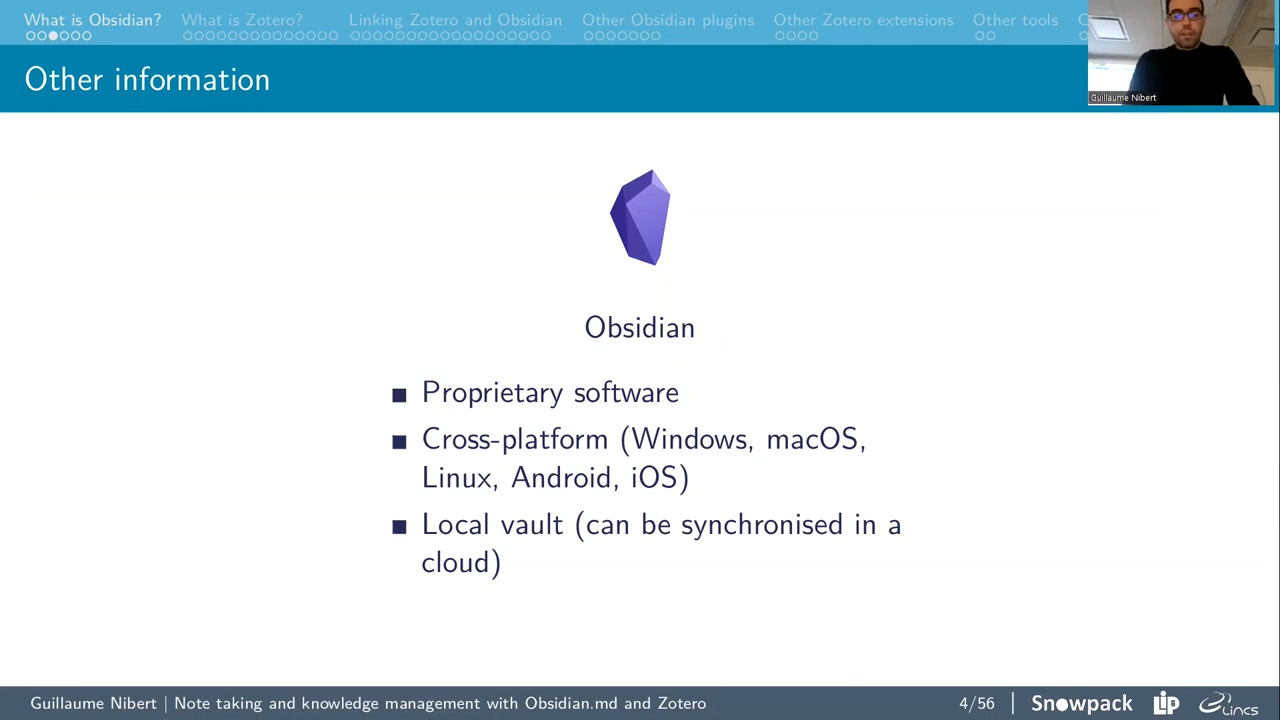 What is Obsidian? What is Zotero? Linking Zotero and Obsidian Other Obsidian plugins Other Zotero extensions Other tools
Other information
Guillaume Nibert
Obsidian
Proprietary software
Cross-platform (Windows, macOS,
Linux, Android, iOS)
Local vault (can be synchronised in a
cloud)
Guillaume Nibert | Note taking and knowledge management with Obsidian.md and Zotero 4/56 | Snowpack LIP Lincs